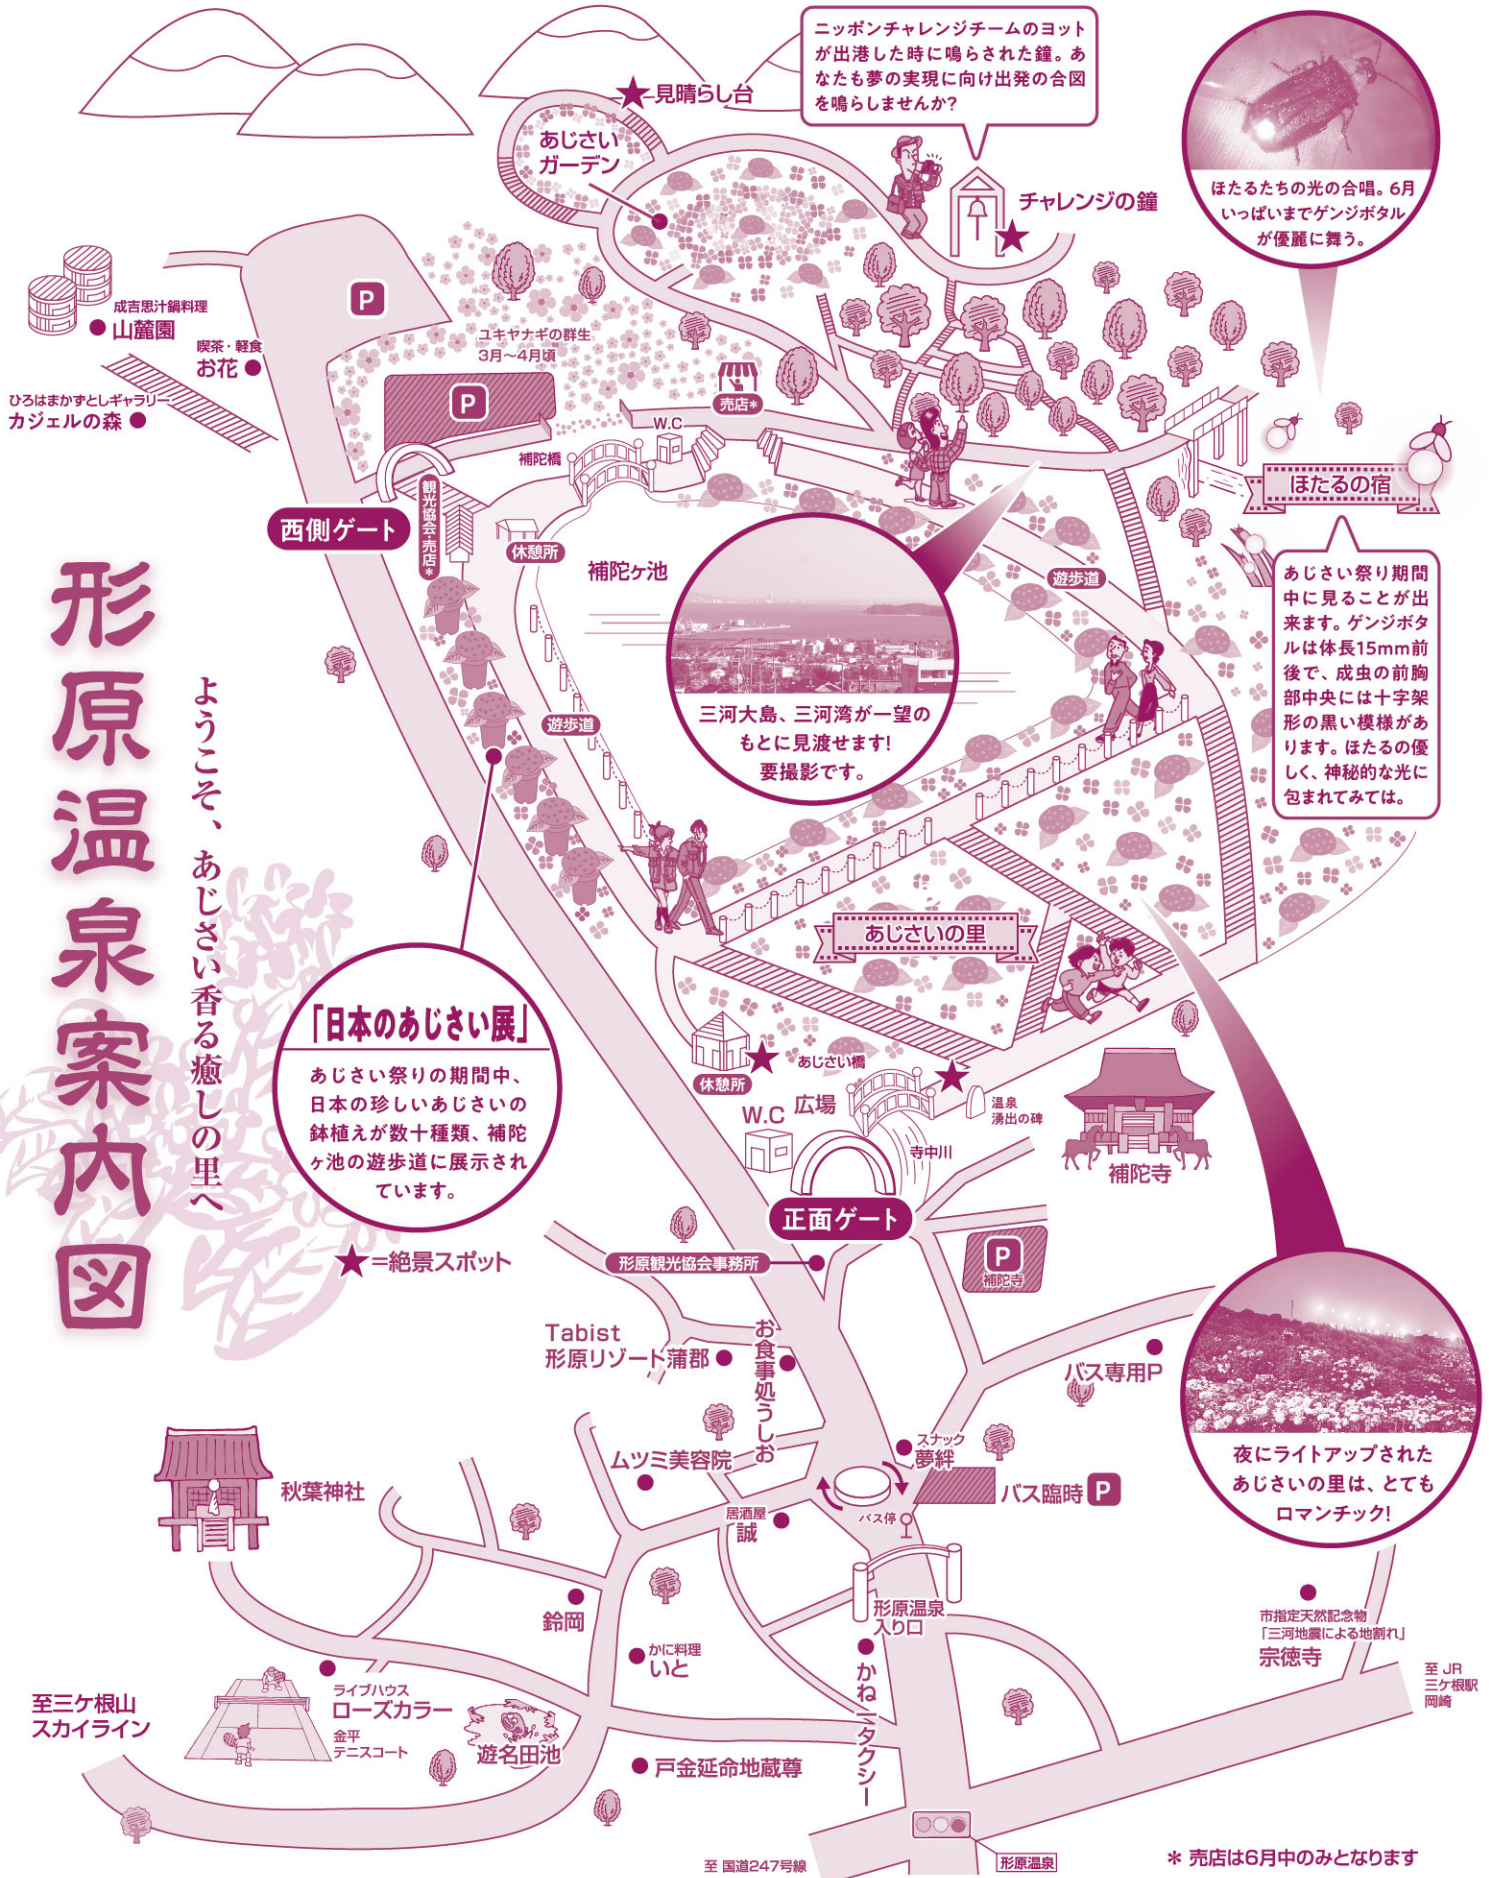 形原温泉案内図
ようこそ、あじさい香る癒しの里へ
ニッポンチャレンジチームのヨット
が出港した時に鳴らされた鐘。あ
なたも夢の実現に向け出発の合図
を鳴らしませんか?
★見晴らし台
あじさい
ガーデン
チャレンジの鐘
★
ほたるたちの光の合唱。6月
いっぱいまでゲンジボタル
が優麗に舞う。
P
成吉思汁鍋料理
山麓園
喫茶・軽食
お花
ひろはまかずとしギャラリー
カジェルの森
ユキヤナギの群生
3月〜4月頃
P
売店*
W.C
補陀橋
観光協会・売店*
西側ゲート
休憩所
補陀ヶ池
遊歩道
ほたるの宿
あじさい祭り期間
中に見ることが出
来ます。ゲンジボタ
ルは体長15mm前
後で、成虫の前胸
部中央には十字架
形の黒い模様があ
ります。ほたるの優
しく、神秘的な光に
包まれてみては。
三河大島、三河湾が一望の
もとに見渡せます!
要撮影です。
遊歩道
あじさいの里
「日本のあじさい展」
あじさい祭りの期間中、
日本の珍しいあじさいの
鉢植えが数十種類、補陀
ヶ池の遊歩道に展示され
ています。
★=絶景スポット
休憩所
★
あじさい橋
★
W.C
広場
温泉
湧出の碑
寺中川
補陀寺
正面ゲート
形原観光協会事務所
P
補陀寺
Tabist
形原リゾート蒲郡
お食事処うしお
バス専用P
夜にライトアップされた
あじさいの里は、とても
ロマンチック!
スナック
夢絆
ムツミ美容院
バス臨時P
居酒屋
誠
バス停
秋葉神社
鈴岡
形原温泉
入り口
かに料理
いと
かね一タクシー
市指定天然記念物
「三河地震による地割れ」
宗徳寺
至 JR
三ケ根駅
岡崎
至三ケ根山
スカイライン
ライブハウス
ローズカラー
金平
テニスコート
遊名田池
戸金延命地蔵尊
至 国道247号線
形原温泉
* 売店は6月中のみとなります